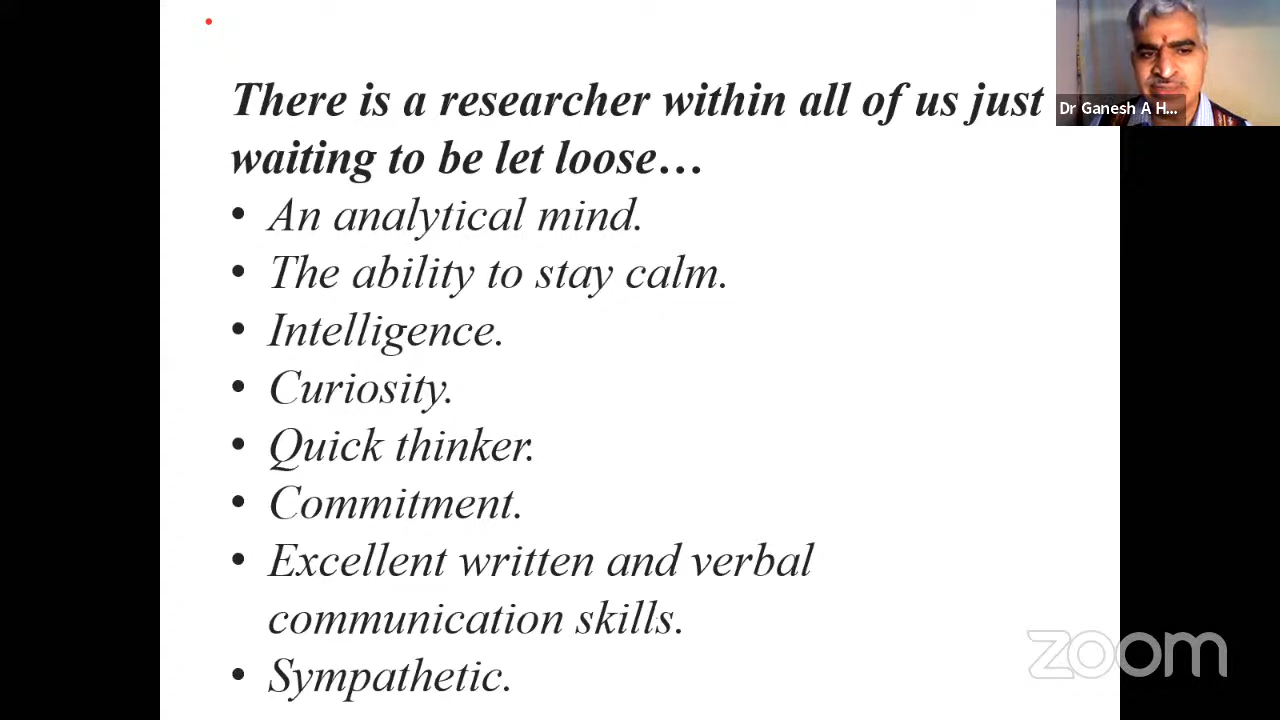 There is a researcher within all of us just
waiting to be let loose…
• An analytical mind.
• The ability to stay calm.
• Intelligence.
• Curiosity.
• Quick thinker.
• Commitment.
• Excellent written and verbal
communication skills.
• Sympathetic.
Dr Ganesh A H...
zoom